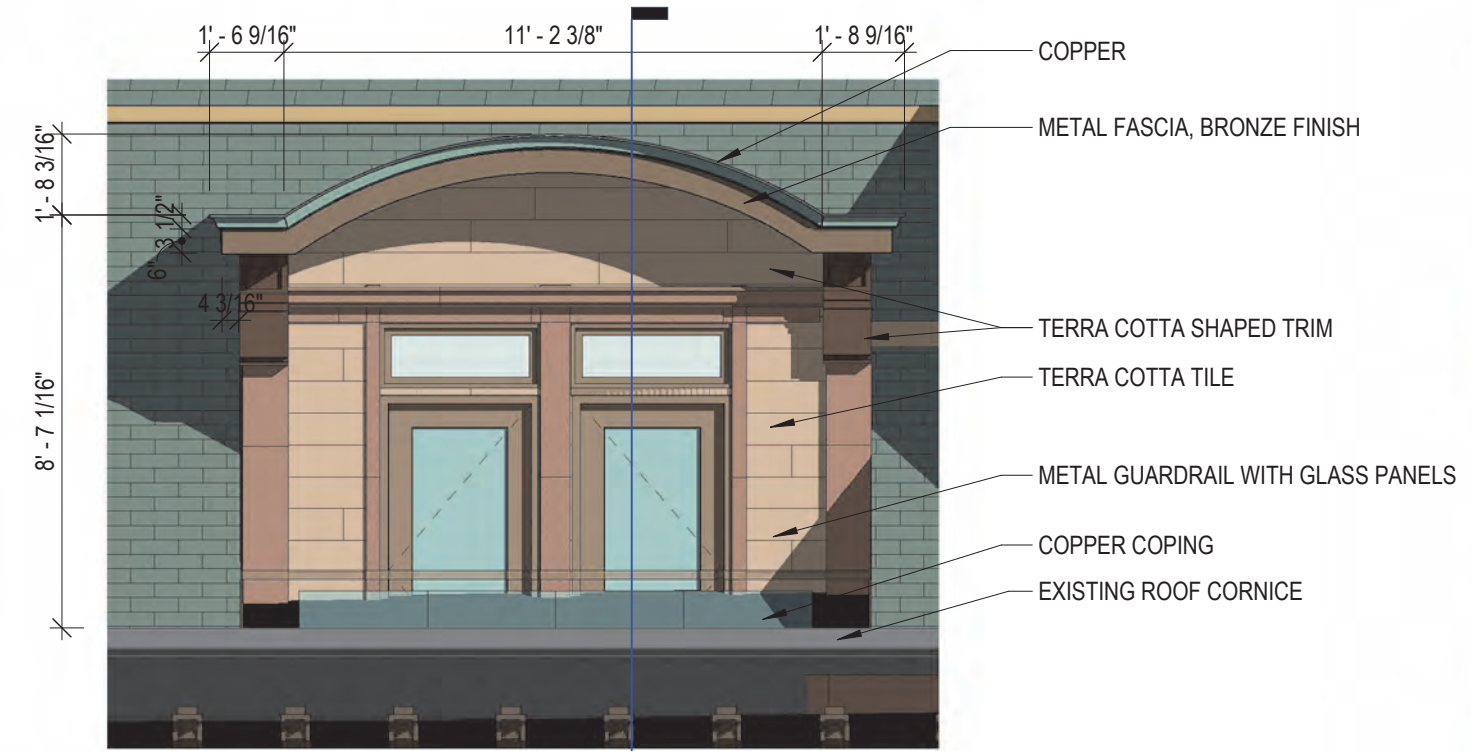 1' - 6 9/16" 11' - 2 3/8" 1' - 8 9/16"
COPPER
METAL FASCIA, BRONZE FINISH
1' - 8 3/16"
3 1/2"
6"
4 3/16"
TERRA COTTA SHAPED TRIM
TERRA COTTA TILE
8' - 7 1/16"
METAL GUARDRAIL WITH GLASS PANELS
COPPER COPING
EXISTING ROOF CORNICE